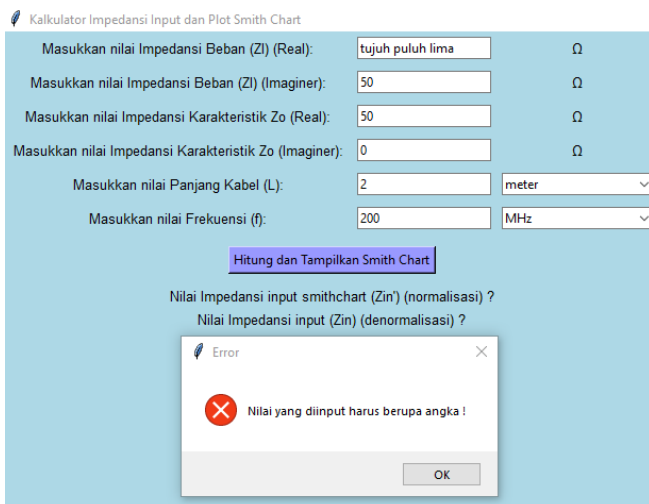 Kalkulator Impedansi Input dan Plot Smith Chart
Masukkan nilai Impedansi Beban (Zl) (Real): tujuh puluh lima Ω
Masukkan nilai Impedansi Beban (Zl) (Imaginer): 50 Ω
Masukkan nilai Impedansi Karakteristik Zo (Real): 50 Ω
Masukkan nilai Impedansi Karakteristik Zo (Imaginer): 0 Ω
Masukkan nilai Panjang Kabel (L): 2 meter
Masukkan nilai Frekuensi (f): 200 MHz
Hitung dan Tampilkan Smith Chart
Nilai Impedansi input smithchart (Zin') (normalisasi) ?
Nilai Impedansi input (Zin) (denormalisasi) ?
Error
Nilai yang diinput harus berupa angka !
OK